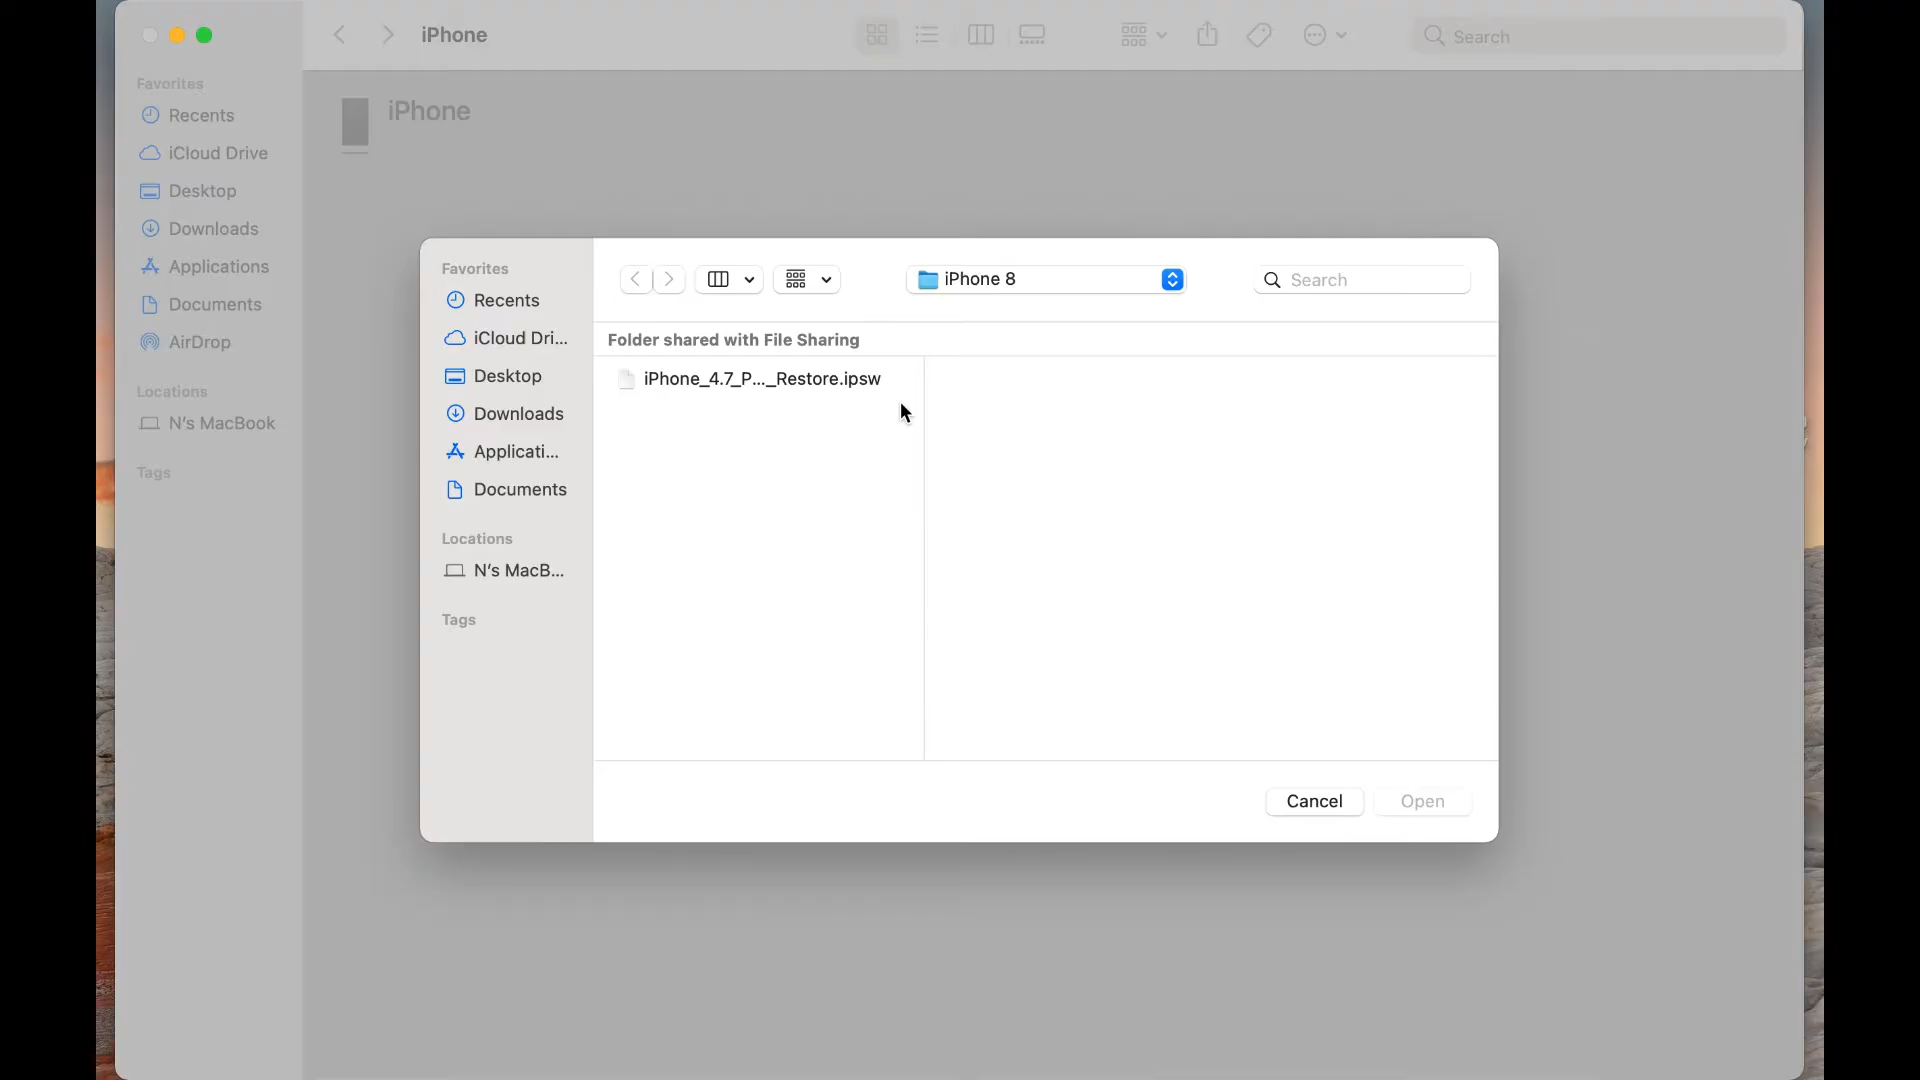 iPhone
Search
Favorites
Recents
iCloud Drive
Desktop
Downloads
Applications
Documents
AirDrop
Locations
N's MacBook
Tags
iPhone
Favorites
Recents
iCloud Dri...
Desktop
Downloads
Applicati...
Documents
Locations
N's MacB...
Tags
iPhone 8
Search
Folder shared with File Sharing
iPhone_4.7_P..._Restore.ipsw
Cancel
Open